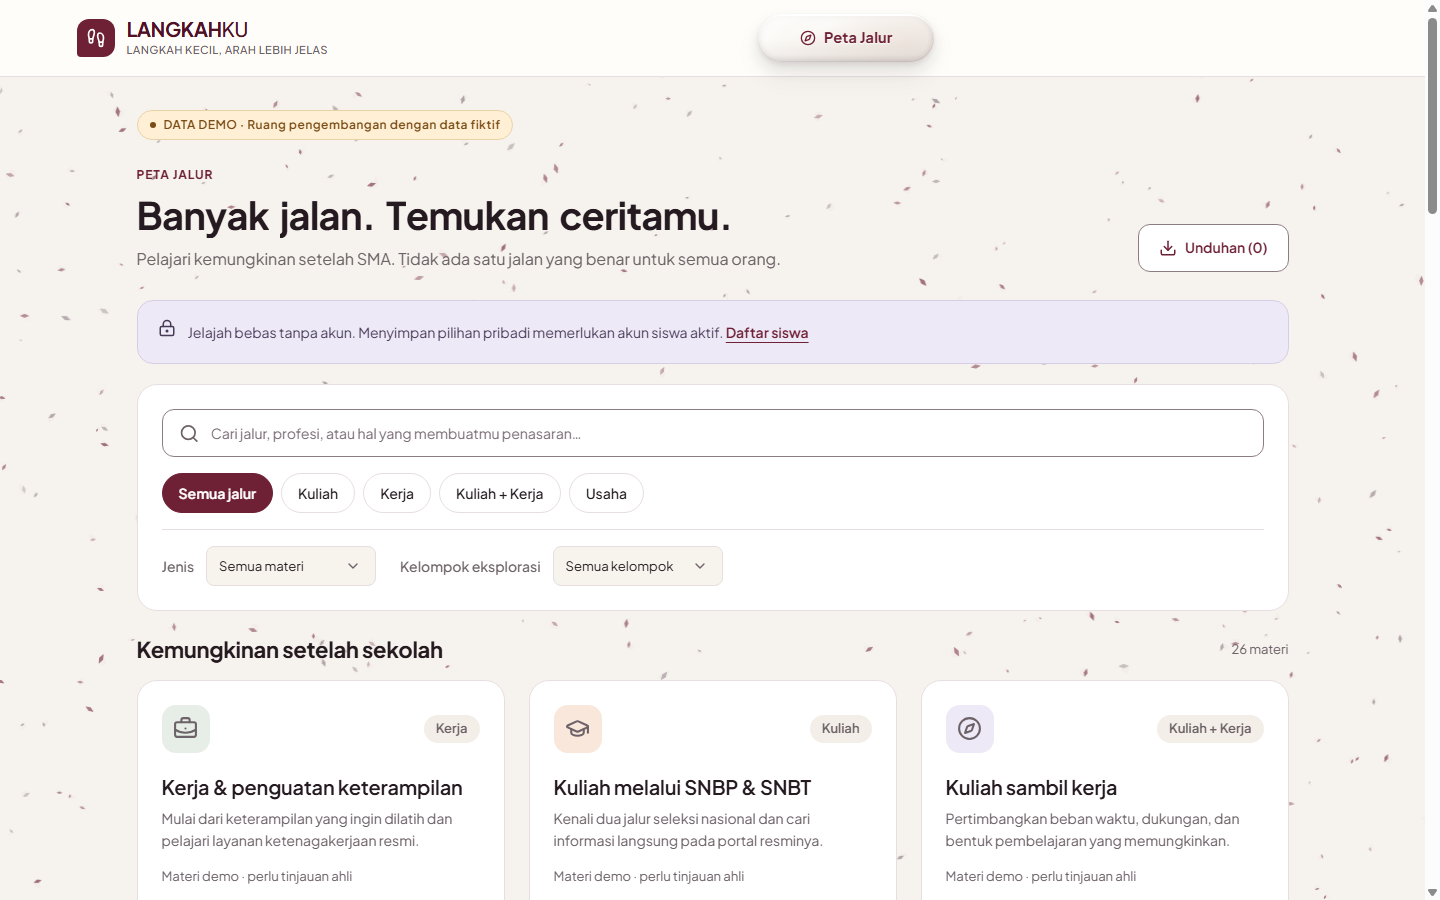 LANGKAHKU
LANGKAH KECIL, ARAH LEBIH JELAS
Peta Jalur
DATA DEMO · Ruang pengembangan dengan data fiktif
PETA JALUR
Banyak jalan. Temukan ceritamu.
Pelajari kemungkinan setelah SMA. Tidak ada satu jalan yang benar untuk semua orang.
Unduhan (0)
Jelajah bebas tanpa akun. Menyimpan pilihan pribadi memerlukan akun siswa aktif. Daftar siswa
Cari jalur, profesi, atau hal yang membuatmu penasaran...
Semua jalur
Kuliah
Kerja
Kuliah + Kerja
Usaha
Jenis
Semua materi
Kelompok eksplorasi
Semua kelompok
Kemungkinan setelah sekolah
26 materi
Kerja
Kerja & penguatan keterampilan
Mulai dari keterampilan yang ingin dilatih dan
pelajari layanan ketenagakerjaan resmi.
Materi demo · perlu tinjauan ahli
Kuliah
Kuliah melalui SNBP & SNBT
Kenali dua jalur seleksi nasional dan cari
informasi langsung pada portal resminya.
Materi demo · perlu tinjauan ahli
Kuliah + Kerja
Kuliah sambil kerja
Pertimbangkan beban waktu, dukungan, dan
bentuk pembelajaran yang memungkinkan.
Materi demo · perlu tinjauan ahli